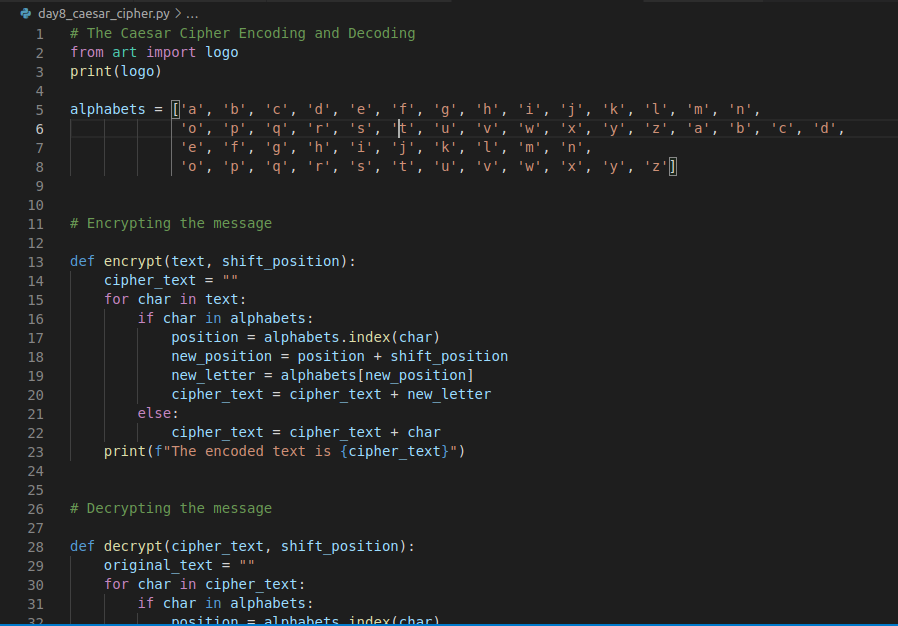 day8_caesar_cipher.py > ...
1 # The Caesar Cipher Encoding and Decoding
2 from art import logo
3 print(logo)
4
5 alphabets = ['a', 'b', 'c', 'd', 'e', 'f', 'g', 'h', 'i', 'j', 'k', 'l', 'm', 'n',
6 'o', 'p', 'q', 'r', 's', 't', 'u', 'v', 'w', 'x', 'y', 'z', 'a', 'b', 'c', 'd',
7 'e', 'f', 'g', 'h', 'i', 'j', 'k', 'l', 'm', 'n',
8 'o', 'p', 'q', 'r', 's', 't', 'u', 'v', 'w', 'x', 'y', 'z']
9
10
11 # Encrypting the message
12
13 def encrypt(text, shift_position):
14 cipher_text = ""
15 for char in text:
16 if char in alphabets:
17 position = alphabets.index(char)
18 new_position = position + shift_position
19 new_letter = alphabets[new_position]
20 cipher_text = cipher_text + new_letter
21 else:
22 cipher_text = cipher_text + char
23 print(f"The encoded text is {cipher_text}")
24
25
26 # Decrypting the message
27
28 def decrypt(cipher_text, shift_position):
29 original_text = ""
30 for char in cipher_text:
31 if char in alphabets:
32 position = alphabets.index(char)